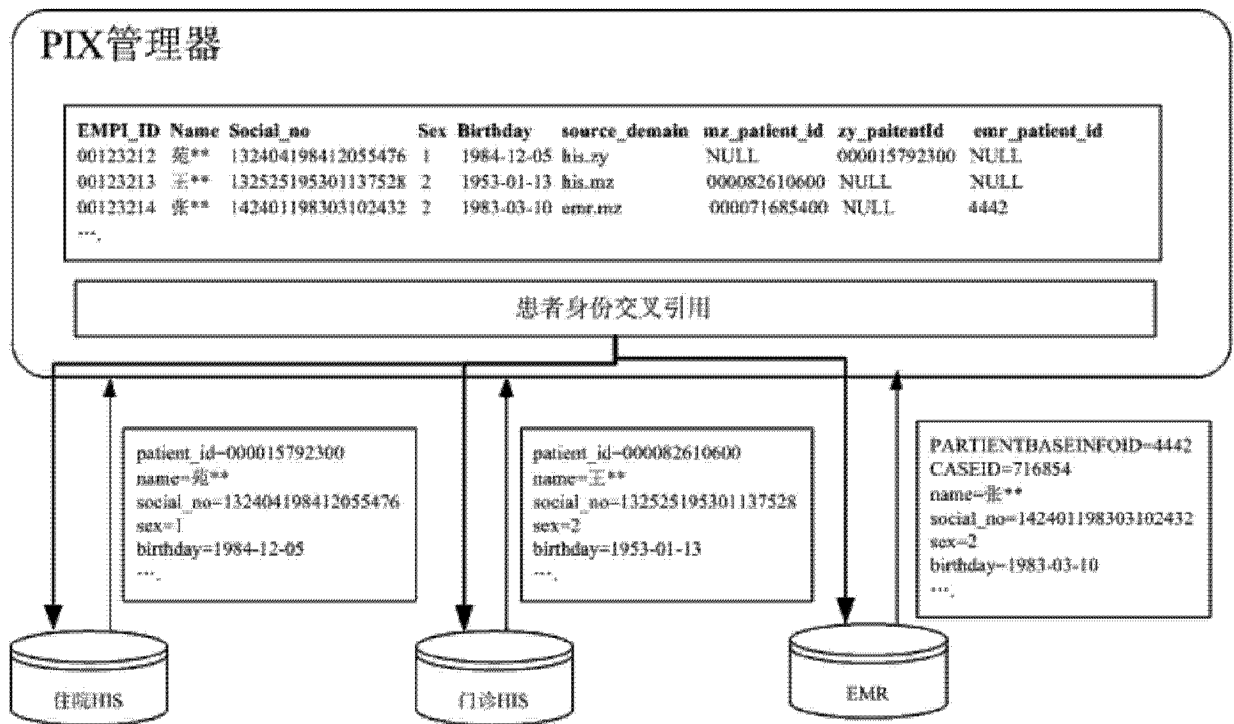 PIX管理器
EMPI_ID Name Social_no Sex Birthday source_demain mz_patient_id zy_paitentId emr_patient_id
00123212 苑** 132404198412055476 1 1984-12-05 his.zy NULL 000015792300 NULL
00123213 王** 132525195301137528 2 1953-01-13 his.mz 000082610600 NULL NULL
00123214 张** 142401198303102432 2 1983-03-10 emr.mz 000071685400 NULL 4442
....
患者身份交叉引用
patient_id=000015792300
name=苑**
social_no=132404198412055476
sex=1
birthday=1984-12-05
....
patient_id=000082610600
name=王**
social_no=132525195301137528
sex=2
birthday=1953-01-13
....
PARTIENTBASEINFOID=4442
CASEID=716854
name=张**
social_no=142401198303102432
sex=2
birthday=1983-03-10
....
住院HIS
门诊HIS
EMR